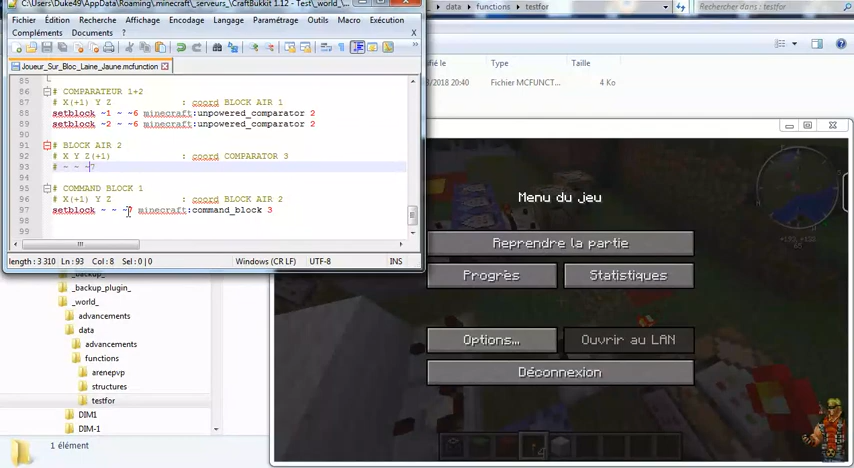 C:\Users\Duke49\AppData\Roaming\minecraft\_serveurs_\CraftBukkit 1.12 - Test\_world_\
Fichier Édition Recherche Affichage Encodage Langage Paramétrage Outils Macro Exécution
Compléments Documents ? X
Joueur_Sur_Bloc_Laine_Jaune.mcfunction
85
86 # COMPARATEUR 1+2
87 # X(+1) Y Z : coord BLOCK AIR 1
88 setblock ~1 ~ ~6 minecraft:unpowered_comparator 2
89 setblock ~2 ~ ~6 minecraft:unpowered_comparator 2
90
91 # BLOCK AIR 2
92 # X Y Z(+1) : coord COMPARATOR 3
93 # ~ ~ ~7
94
95 # COMMAND BLOCK 1
96 # X(+1) Y Z : coord BLOCK AIR 2
97 setblock ~ ~ ~7 minecraft:command_block 3
98
99
length : 3 310 Ln : 93 Col : 8 Sel : 0 | 0 Windows (CR LF) UTF-8 INS
data functions testfor
Rechercher dans : testfor
Modifié le Type Taille
/03/2018 20:40 Fichier MCFUNCT... 4 Ko
_backup_
_backup_plugin_
_world_
advancements
data
advancements
functions
arenepvp
structures
testfor
DIM1
DIM-1
1 élément
Menu du jeu
Reprendre la partie
Progrès
Statistiques
Options...
Ouvrir au LAN
Déconnexion